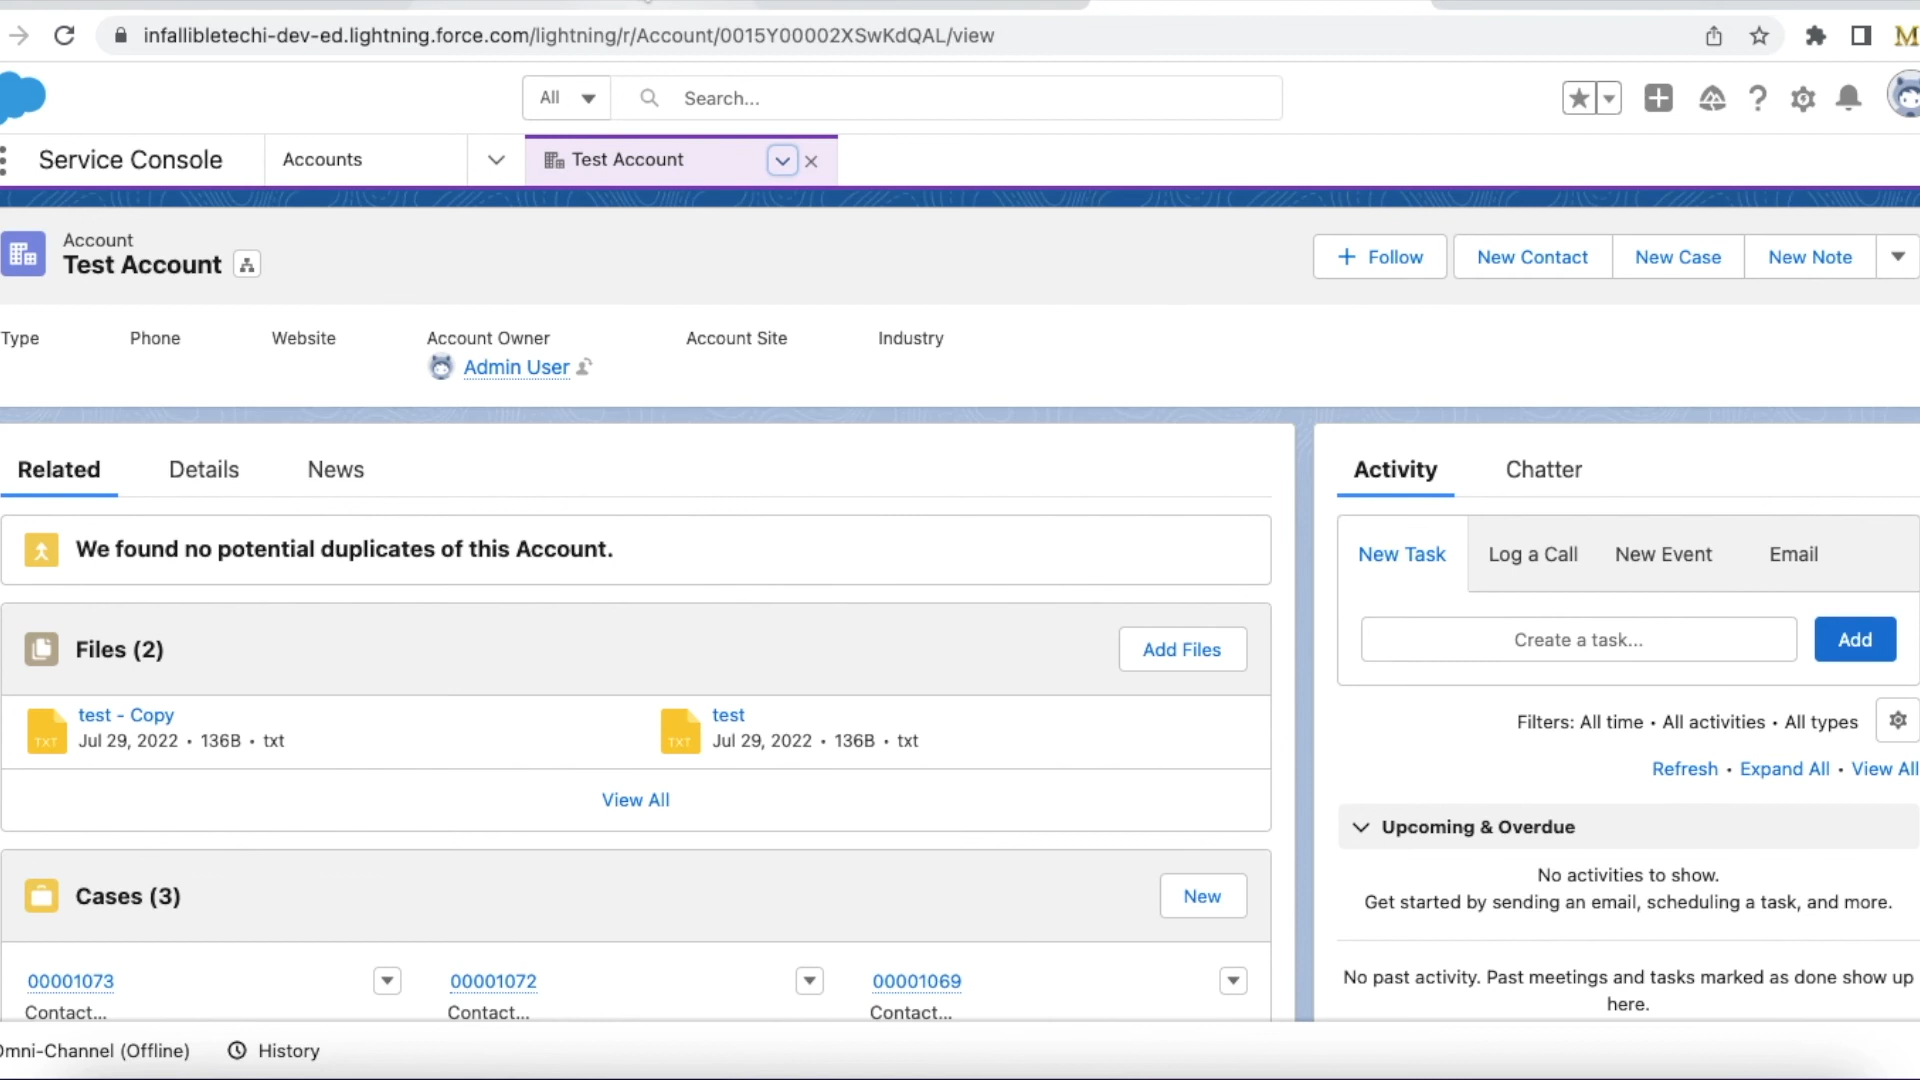 infallibletechi-dev-ed.lightning.force.com/lightning/r/Account/0015Y00002XSwKdQAL/view
M
All
Search...
Service Console
Accounts
Test Account
Account
Test Account
Follow
New Contact
New Case
New Note
Type
Phone
Website
Account Owner
Account Site
Industry
Admin User
Related
Details
News
We found no potential duplicates of this Account.
Files (2)
Add Files
TXT
test - Copy
Jul 29, 2022 • 136B • txt
TXT
test
Jul 29, 2022 • 136B • txt
View All
Cases (3)
New
00001073
00001072
00001069
Contact...
Contact...
Contact...
Activity
Chatter
New Task
Log a Call
New Event
Email
Create a task...
Add
Filters: All time • All activities • All types
Refresh • Expand All • View All
Upcoming & Overdue
No activities to show.
Get started by sending an email, scheduling a task, and more.
No past activity. Past meetings and tasks marked as done show up
here.
Omni-Channel (Offline)
History